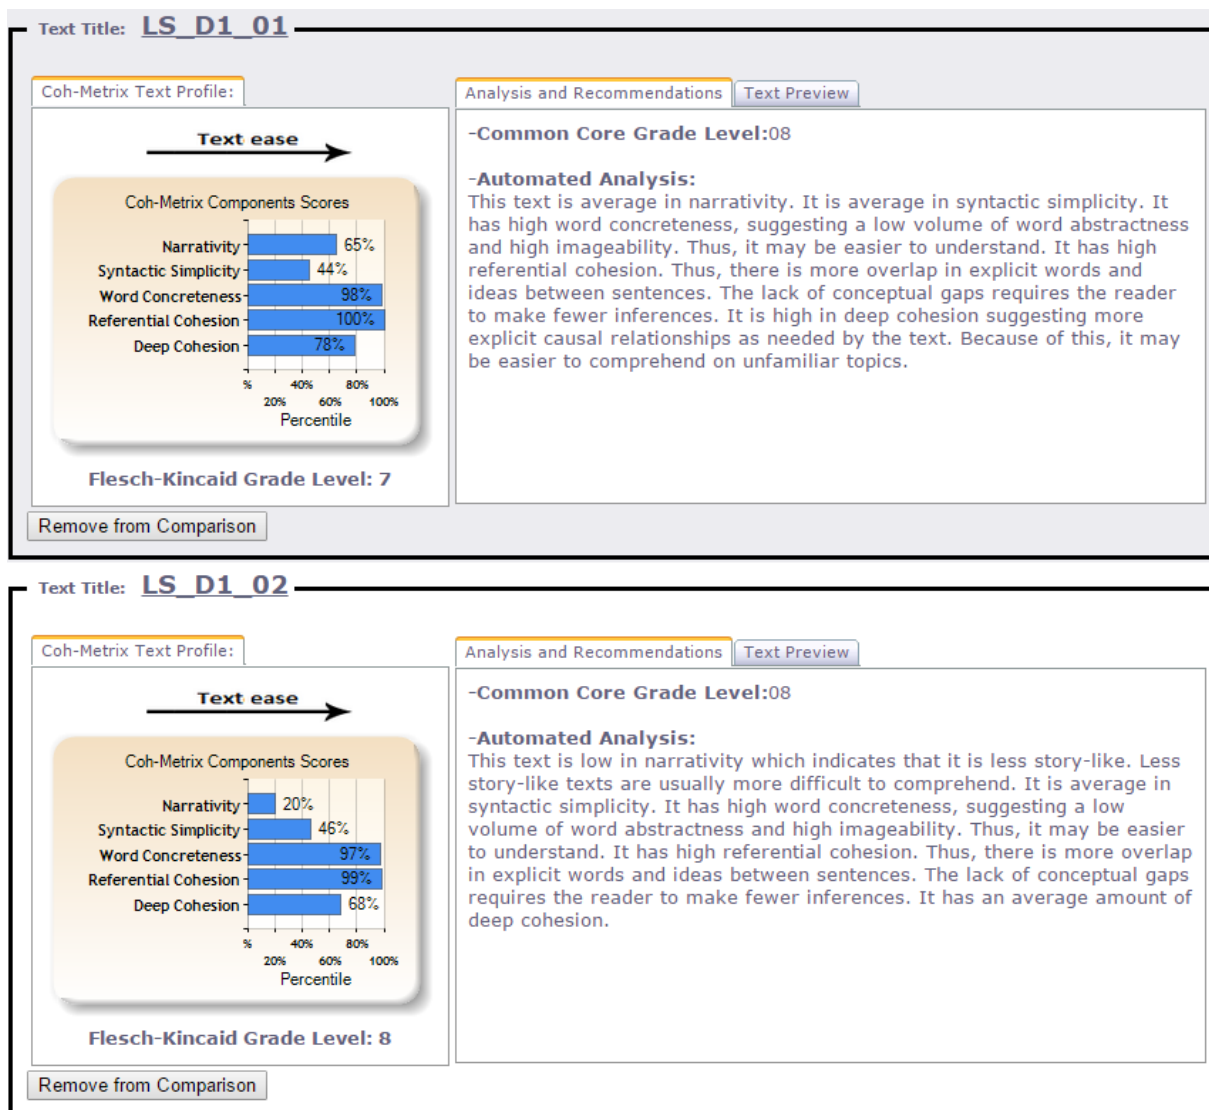 Text Title: LS_D1_01
Coh-Metrix Text Profile:
Text ease
Coh-Metrix Components Scores
Narrativity 65%
Syntactic Simplicity 44%
Word Concreteness 98%
Referential Cohesion 100%
Deep Cohesion 78%
% 40% 80%
20% 60% 100%
Percentile
Flesch-Kincaid Grade Level: 7
Analysis and Recommendations Text Preview
-Common Core Grade Level:08
-Automated Analysis:
This text is average in narrativity. It is average in syntactic simplicity. It
has high word concreteness, suggesting a low volume of word abstractness
and high imageability. Thus, it may be easier to understand. It has high
referential cohesion. Thus, there is more overlap in explicit words and
ideas between sentences. The lack of conceptual gaps requires the reader
to make fewer inferences. It is high in deep cohesion suggesting more
explicit causal relationships as needed by the text. Because of this, it may
be easier to comprehend on unfamiliar topics.
Remove from Comparison
Text Title: LS_D1_02
Coh-Metrix Text Profile:
Text ease
Coh-Metrix Components Scores
Narrativity 20%
Syntactic Simplicity 46%
Word Concreteness 97%
Referential Cohesion 99%
Deep Cohesion 68%
% 40% 80%
20% 60% 100%
Percentile
Flesch-Kincaid Grade Level: 8
Analysis and Recommendations Text Preview
-Common Core Grade Level:08
-Automated Analysis:
This text is low in narrativity which indicates that it is less story-like. Less
story-like texts are usually more difficult to comprehend. It is average in
syntactic simplicity. It has high word concreteness, suggesting a low
volume of word abstractness and high imageability. Thus, it may be easier
to understand. It has high referential cohesion. Thus, there is more overlap
in explicit words and ideas between sentences. The lack of conceptual gaps
requires the reader to make fewer inferences. It has an average amount of
deep cohesion.
Remove from Comparison